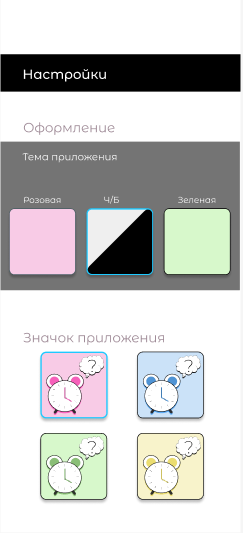 Настройки
Оформление
Тема приложения
Розовая Ч/Б Зеленая
Значок приложения
?
?
?
?